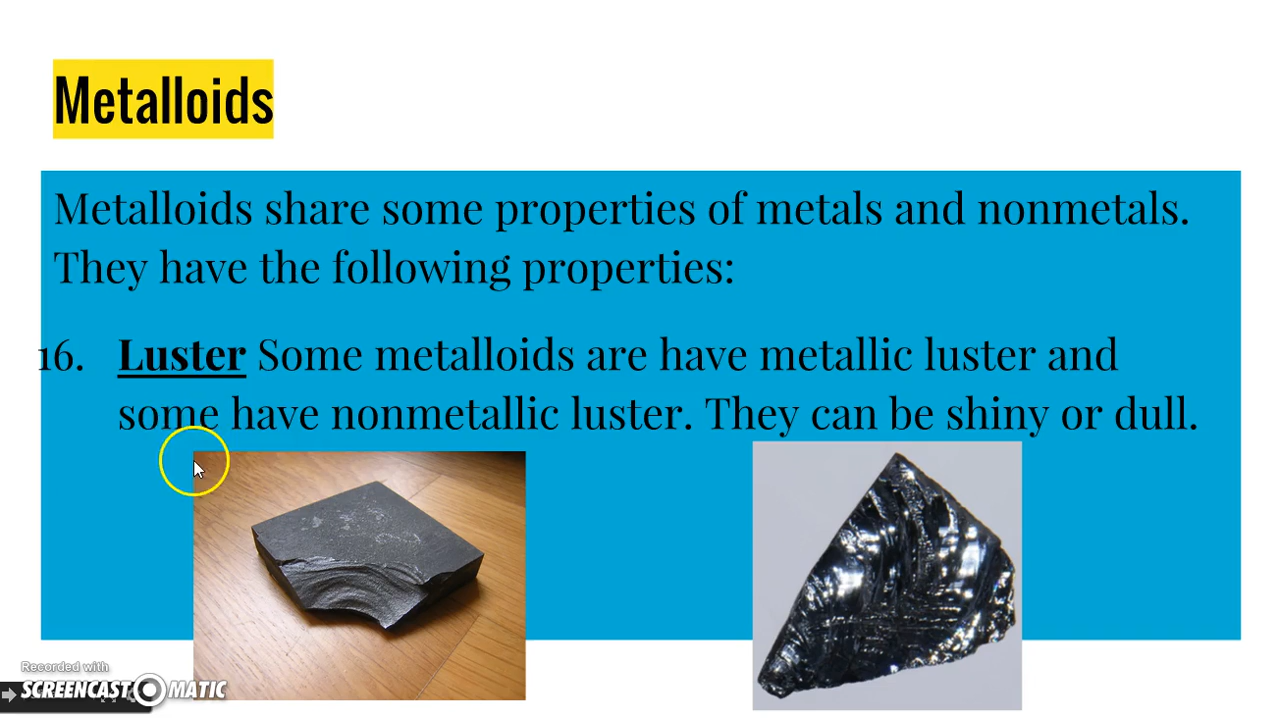 Metalloids
Metalloids share some properties of metals and nonmetals.
They have the following properties:
16. Luster Some metalloids are have metallic luster and
some have nonmetallic luster. They can be shiny or dull.
Recorded with
SCREENCAST MATIC